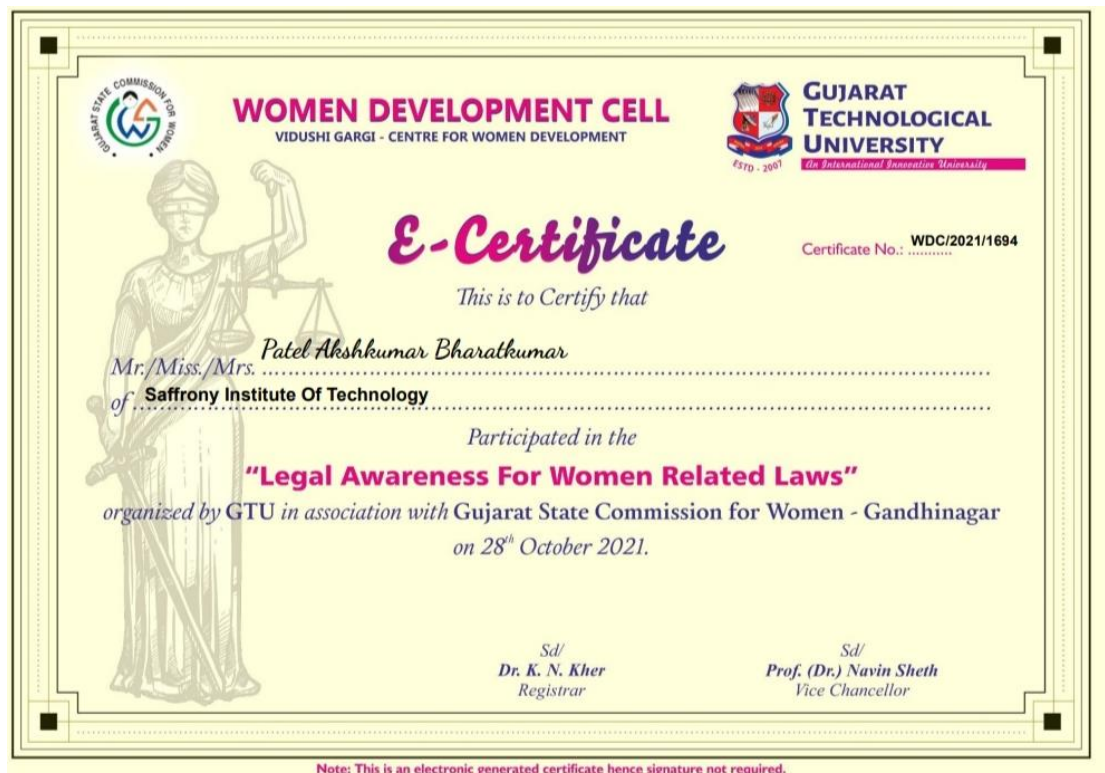 GUJARAT STATE COMMISSION FOR WOMEN
WOMEN DEVELOPMENT CELL
VIDUSHI GARGI - CENTRE FOR WOMEN DEVELOPMENT
GUJARAT
TECHNOLOGICAL
UNIVERSITY
An International Innovative University
ESTD - 2007
E-Certificate
Certificate No.: ........... WDC/2021/1694
This is to Certify that
Mr./Miss./Mrs. Patel Akshkumar Bharatkumar
of Saffrony Institute Of Technology
Participated in the
“Legal Awareness For Women Related Laws”
organized by GTU in association with Gujarat State Commission for Women - Gandhinagar
on 28th October 2021.
Sd/
Dr. K. N. Kher
Registrar
Sd/
Prof. (Dr.) Navin Sheth
Vice Chancellor
Note: This is an electronic generated certificate hence signature not required.